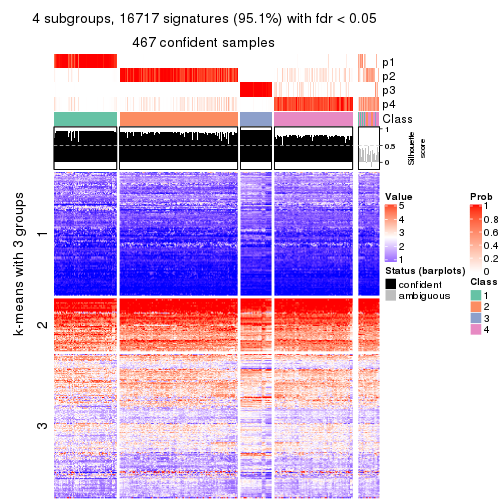 4 subgroups, 16717 signatures (95.1%) with fdr < 0.05
467 confident samples
p1
p2
p3
p4
Class
1
0.5
0
Silhouette
score
k-means with 3 groups
1
2
3
Value
5
4
3
2
1
Status (barplots)
confident
ambiguous
Prob
1
0.8
0.6
0.4
0.2
0
Class
1
2
3
4